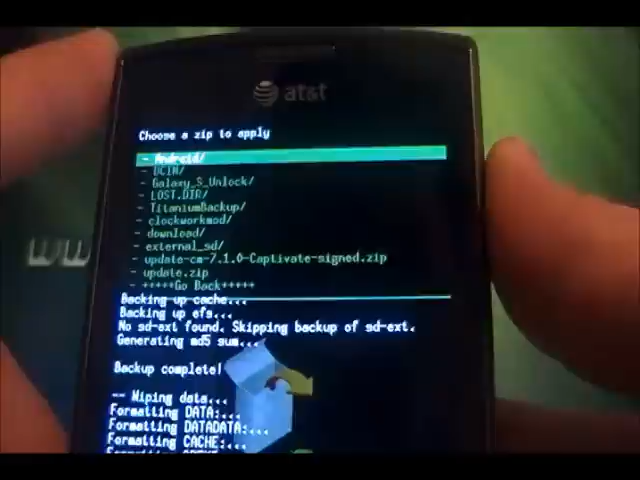 at&t
Choose a zip to apply
- Android/
- DCIM/
- Galaxy_S_Unlock/
- LOST.DIR/
- TitaniumBackup/
- clockworkmod/
- download/
- external_sd/
- update-cm-7.1.0-Captivate-signed.zip
- update.zip
- +++++Go Back+++++
Backing up cache...
Backing up efs...
No sd-ext found. Skipping backup of sd-ext.
Generating md5 sum...
Backup complete!
-- Wiping data...
Formatting DATA:...
Formatting DATADATA:...
Formatting CACHE:...